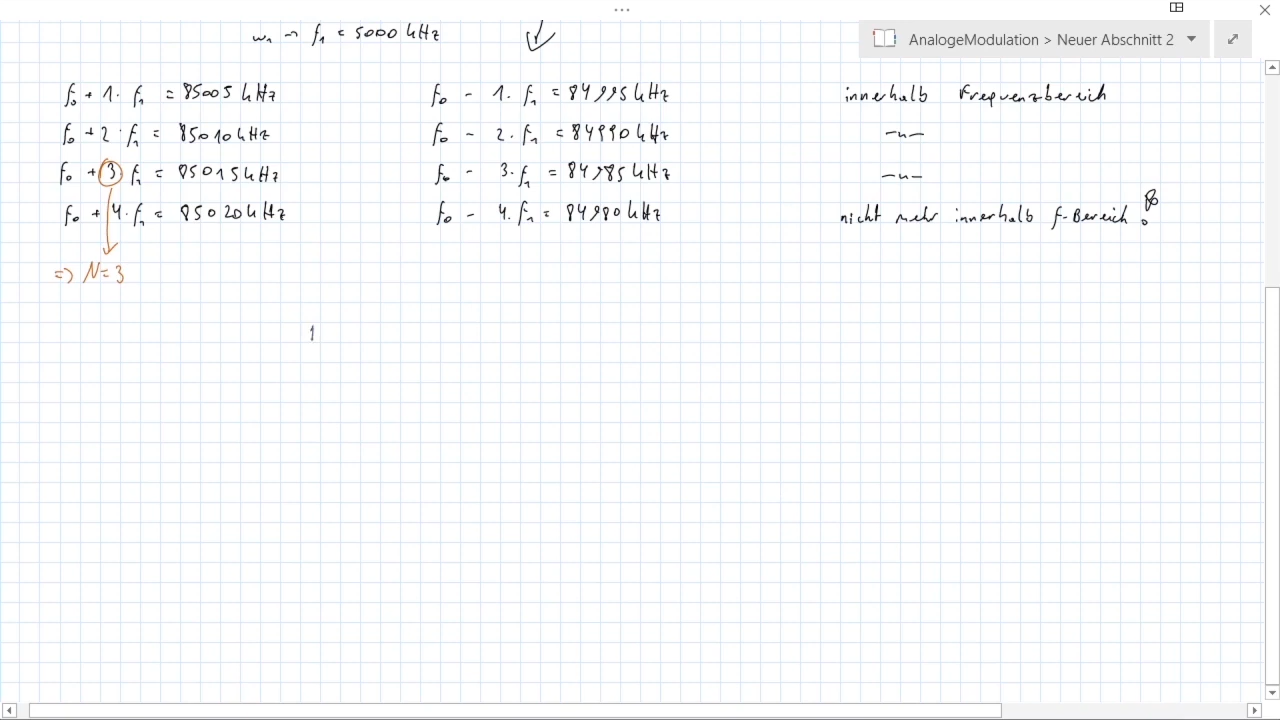 AnalogeModulation > Neuer Abschnitt 2
ω₁ → f₁ = 5000 kHz
f₀ + 1 · f₁ = 85005 kHz f₀ - 1 · f₁ = 84995 kHz innerhalb Frequenzbereich
f₀ + 2 · f₁ = 85010 kHz f₀ - 2 · f₁ = 84990 kHz -"-
f₀ + 3 f₁ = 85015 kHz f₀ - 3 · f₁ = 84985 kHz -"-
f₀ + 4 · f₁ = 85020 kHz f₀ - 4 · f₁ = 84980 kHz nicht mehr innerhalb f-Bereich !
=> N = 3
1